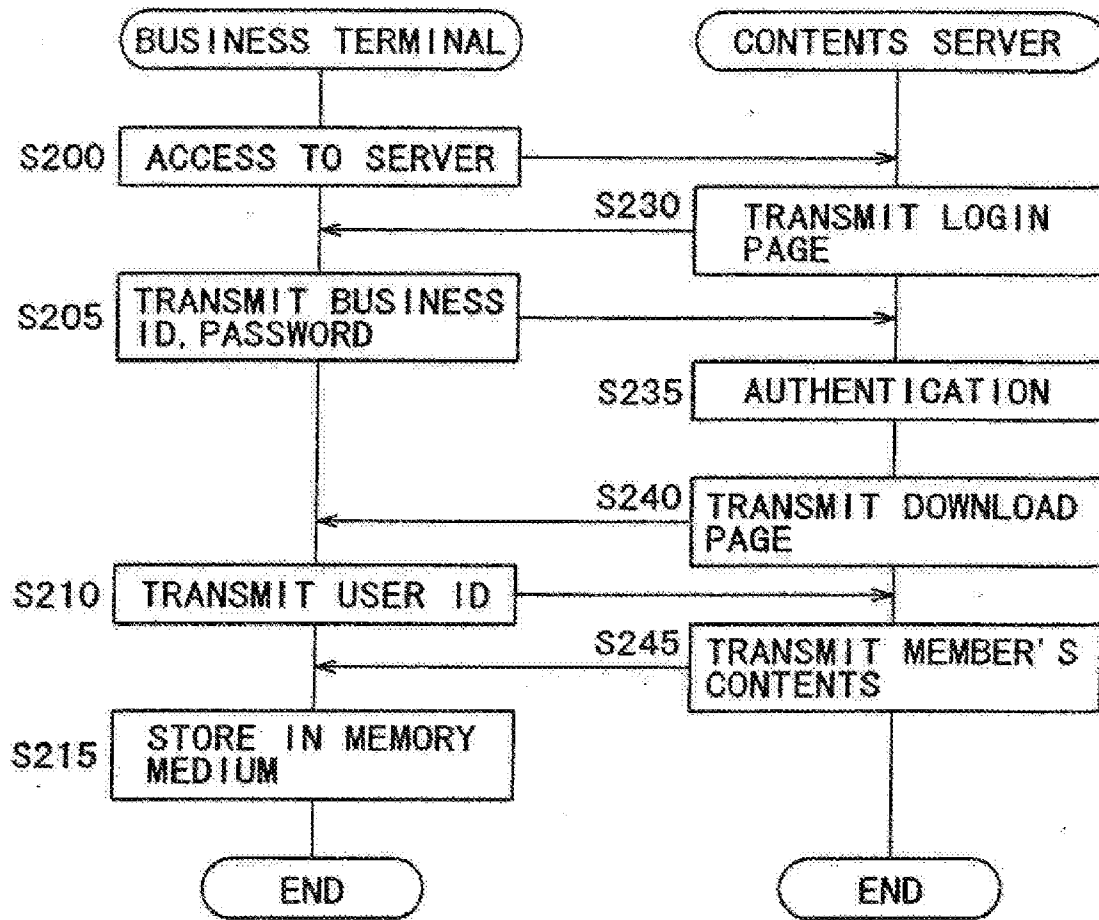 BUSINESS TERMINAL
CONTENTS SERVER
S200
ACCESS TO SERVER
S230
TRANSMIT LOGIN
PAGE
S205
TRANSMIT BUSINESS
ID, PASSWORD
S235
AUTHENTICATION
S240
TRANSMIT DOWNLOAD
PAGE
S210
TRANSMIT USER ID
S245
TRANSMIT MEMBER'S
CONTENTS
S215
STORE IN MEMORY
MEDIUM
END
END